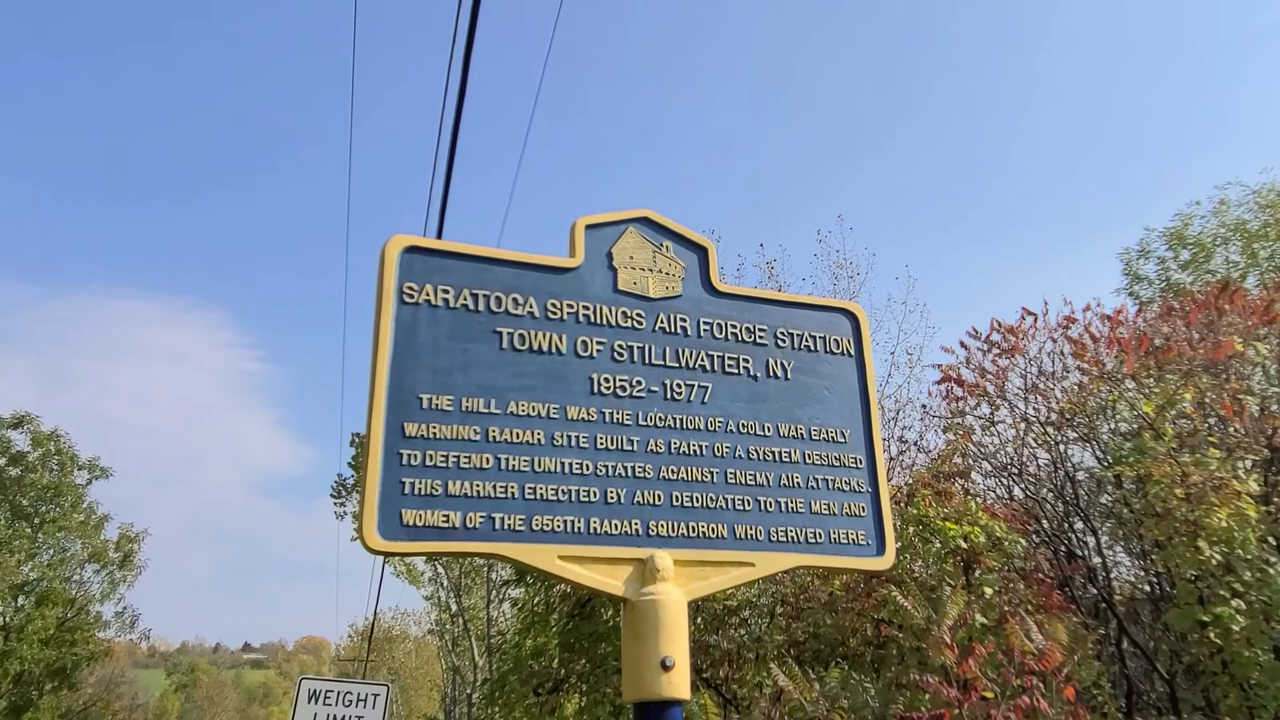 SARATOGA SPRINGS AIR FORCE STATION
TOWN OF STILLWATER, NY
1952-1977
THE HILL ABOVE WAS THE LOCATION OF A COLD WAR EARLY
WARNING RADAR SITE BUILT AS PART OF A SYSTEM DESIGNED
TO DEFEND THE UNITED STATES AGAINST ENEMY AIR ATTACKS.
THIS MARKER ERECTED BY AND DEDICATED TO THE MEN AND
WOMEN OF THE 656TH RADAR SQUADRON WHO SERVED HERE.
WEIGHT
LIMIT